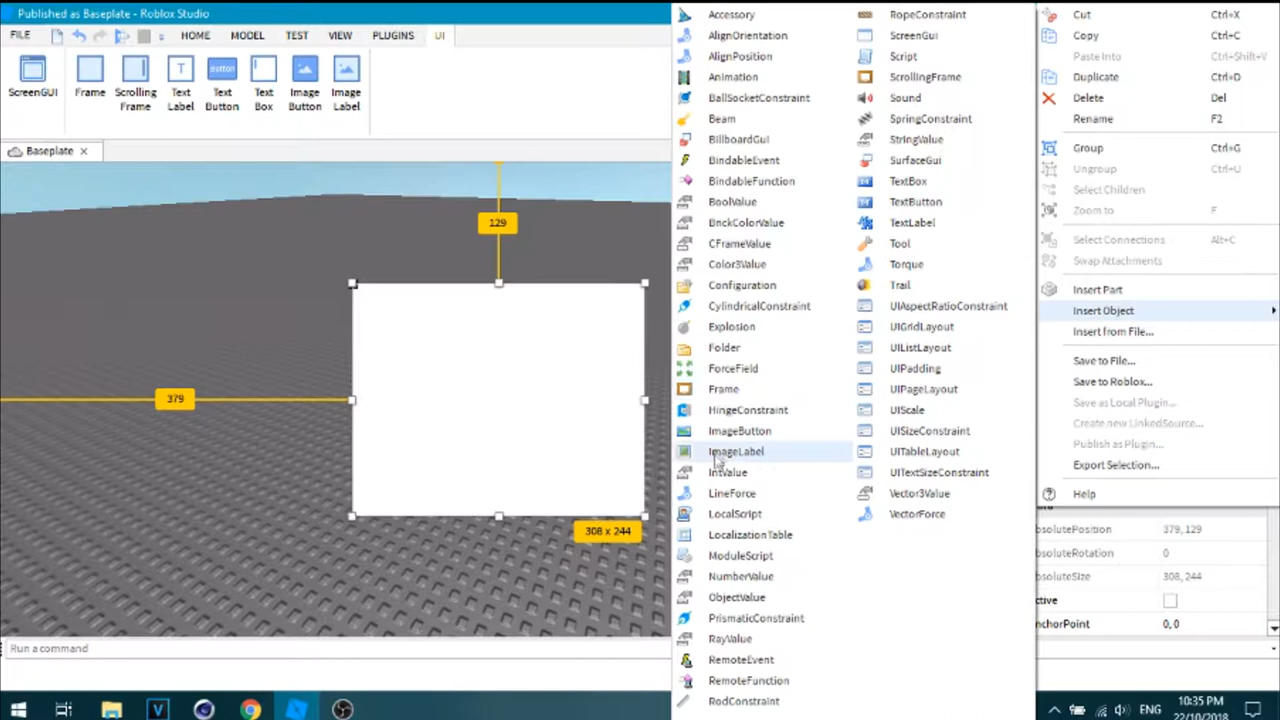 Published as Baseplate - Roblox Studio
FILE HOME MODEL TEST VIEW PLUGINS UI
ScreenGUI
Frame
Scrolling Frame
Text Label
Button
Text Button
Text Box
Image Button
Image Label
Baseplate
129
379
308 x 244
Run a command
Accessory
AlignOrientation
AlignPosition
Animation
BallSocketConstraint
Beam
BillboardGui
BindableEvent
BindableFunction
BoolValue
BrickColorValue
CFrameValue
Color3Value
Configuration
CylindricalConstraint
Explosion
Folder
ForceField
Frame
HingeConstraint
ImageButton
ImageLabel
IntValue
LineForce
LocalScript
LocalizationTable
ModuleScript
NumberValue
ObjectValue
PrismaticConstraint
RayValue
RemoteEvent
RemoteFunction
RodConstraint
RopeConstraint
ScreenGui
Script
ScrollingFrame
Sound
SpringConstraint
StringValue
SurfaceGui
TextBox
TextButton
TextLabel
Tool
Torque
Trail
UIAspectRatioConstraint
UIGridLayout
UIListLayout
UIPadding
UIPageLayout
UIScale
UISizeConstraint
UITableLayout
UITextSizeConstraint
Vector3Value
VectorForce
Cut Ctrl+X
Copy Ctrl+C
Paste Into Ctrl+Shift+V
Duplicate Ctrl+D
Delete Del
Rename F2
Group Ctrl+G
Ungroup Ctrl+U
Select Children
Zoom to F
Select Connections Alt+C
Swap Attachments
Insert Part
Insert Object
Insert from File...
Save to File...
Save to Roblox...
Save as Local Plugin...
Create new LinkedSource...
Publish as Plugin...
Export Selection...
Help
bsolutePosition 379, 129
bsoluteRotation 0
bsoluteSize 308, 244
ctive
nchorPoint 0, 0
ENG
10:35 PM
22/10/2018